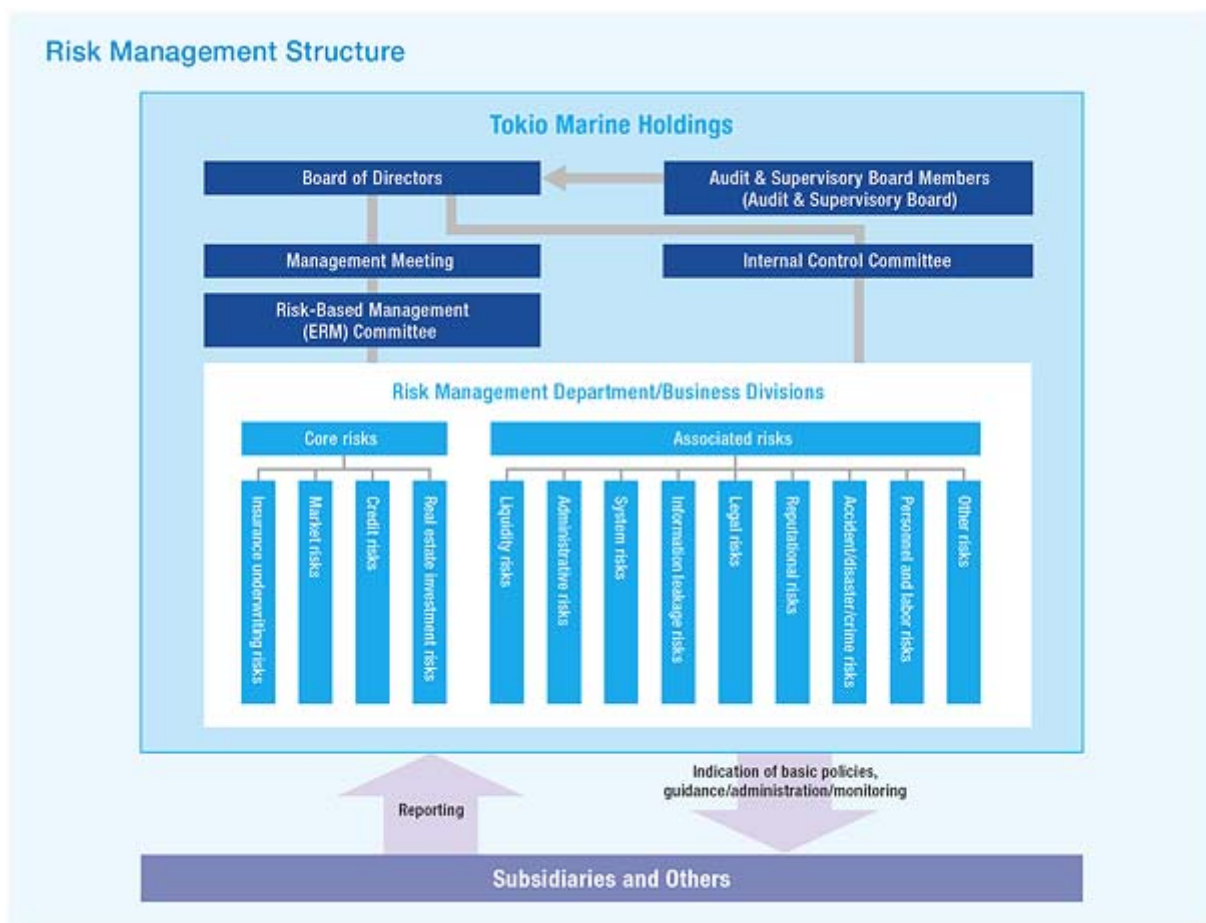 Risk Management Structure
Tokio Marine Holdings
Board of Directors
Audit & Supervisory Board Members
(Audit & Supervisory Board)
Management Meeting
Internal Control Committee
Risk-Based Management
(ERM) Committee
Risk Management Department/Business Divisions
Core risks
Associated risks
Insurance underwriting risks
Market risks
Credit risks
Real estate investment risks
Liquidity risks
Administrative risks
System risks
Information leakage risks
Legal risks
Reputational risks
Accident/disaster/crime risks
Personnel and labor risks
Other risks
Reporting
Indication of basic policies,
guidance/administration/monitoring
Subsidiaries and Others